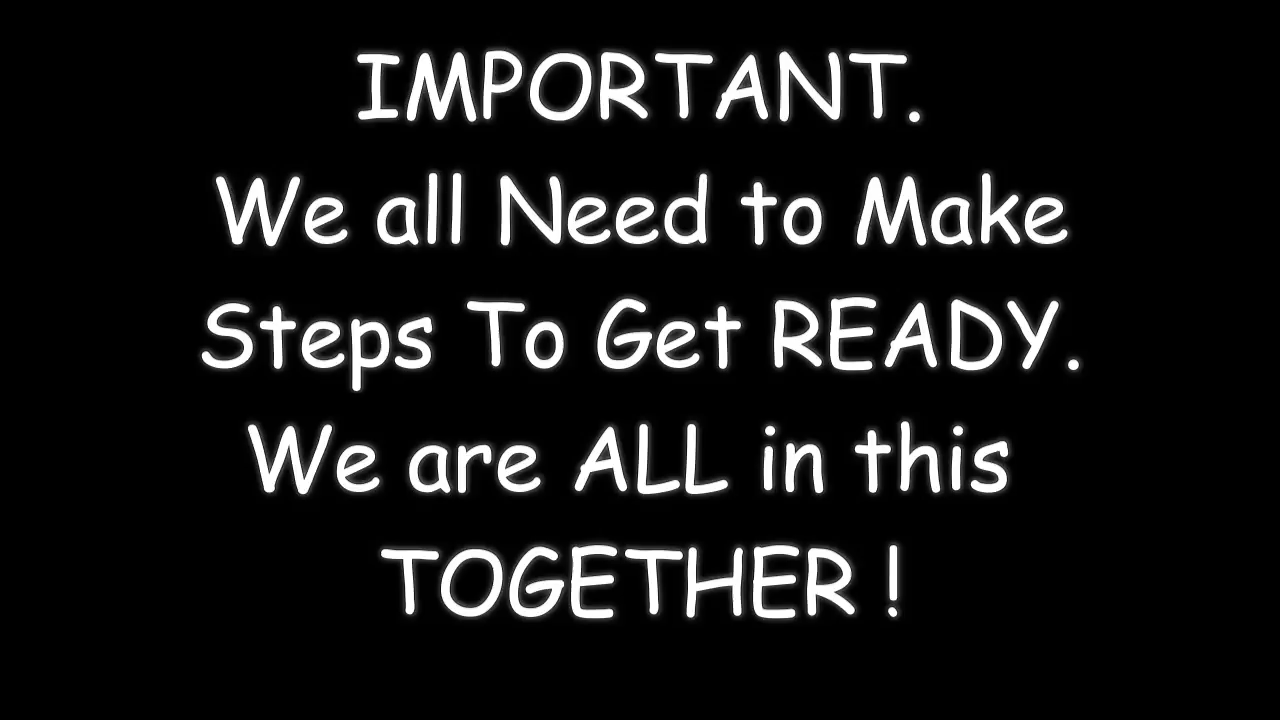 IMPORTANT.
We all Need to Make
Steps To Get READY.
We are ALL in this
TOGETHER !